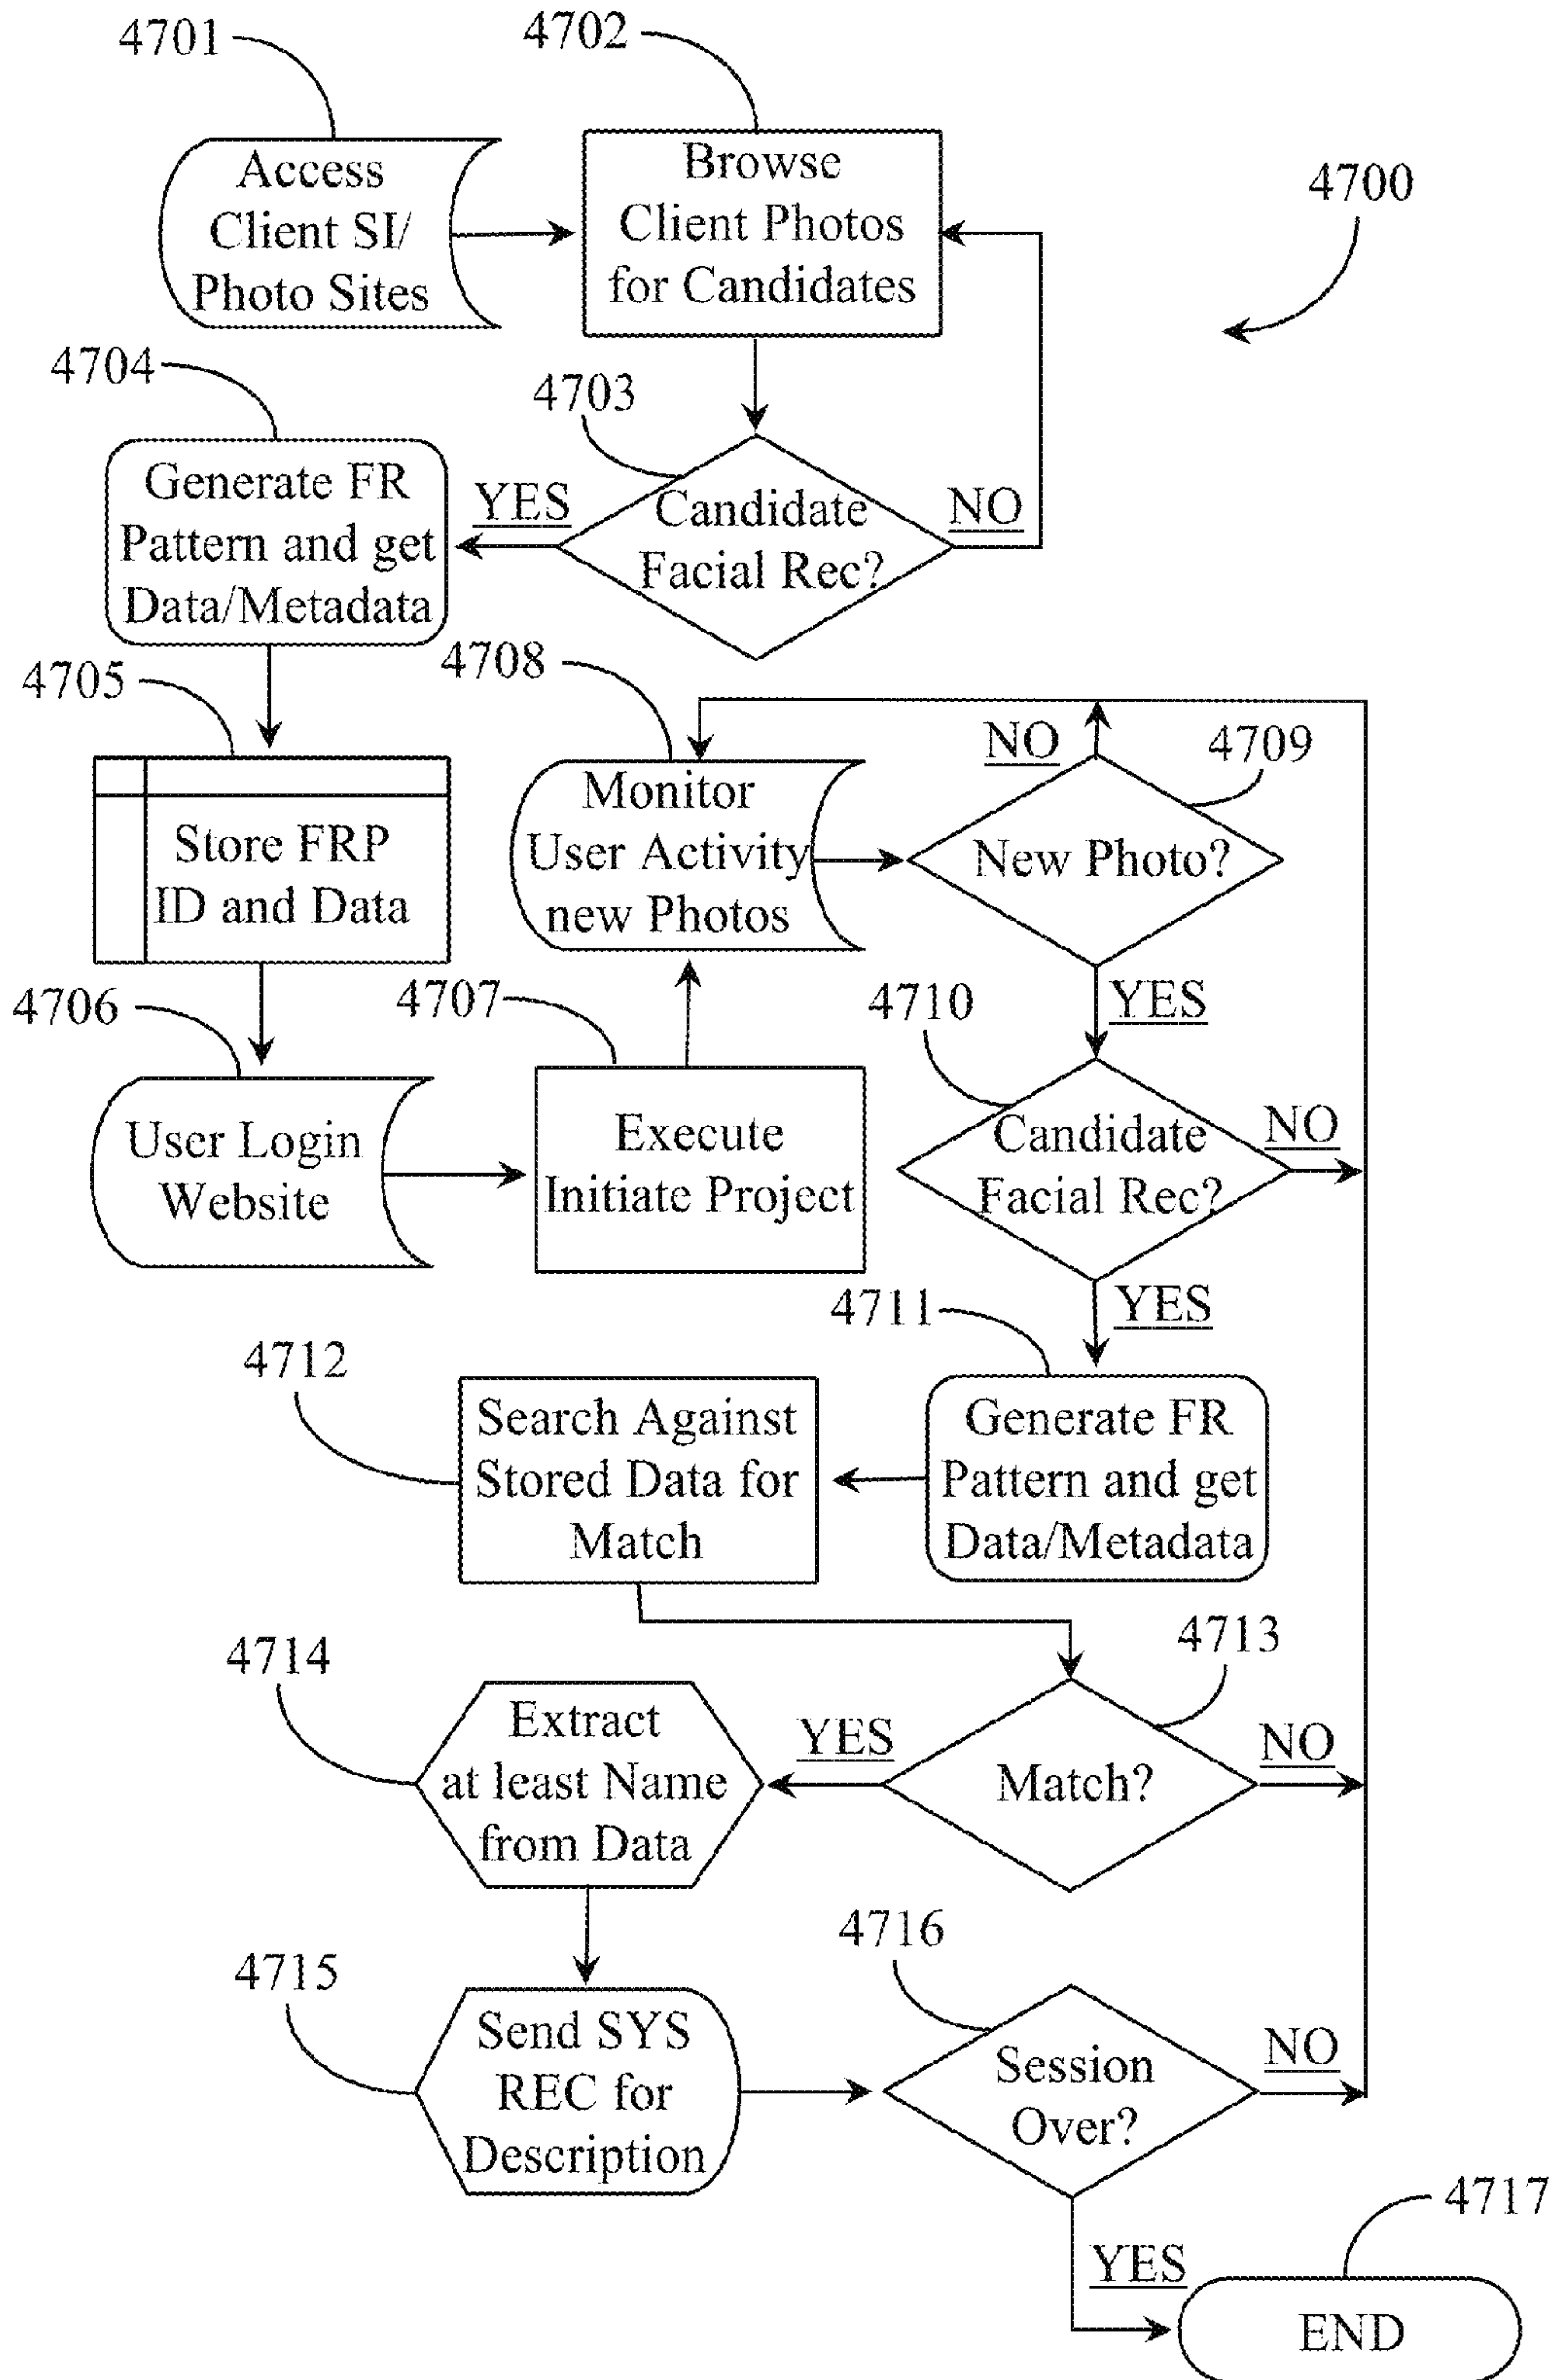 4701
4702
4700
Access
Client SI/
Photo Sites
Browse
Client Photos
for Candidates
4704
4703
Generate FR
Pattern and get
Data/Metadata
YES
Candidate
Facial Rec?
NO
4705
4708
Store FRP
ID and Data
Monitor
User Activity
new Photos
NO
4709
New Photo?
YES
4706
4707
4710
User Login
Website
Execute
Initiate Project
Candidate
Facial Rec?
NO
YES
4711
4712
Search Against
Stored Data for
Match
Generate FR
Pattern and get
Data/Metadata
4713
4714
Extract
at least Name
from Data
YES
Match?
NO
4715
4716
Send SYS
REC for
Description
Session
Over?
NO
YES
4717
END